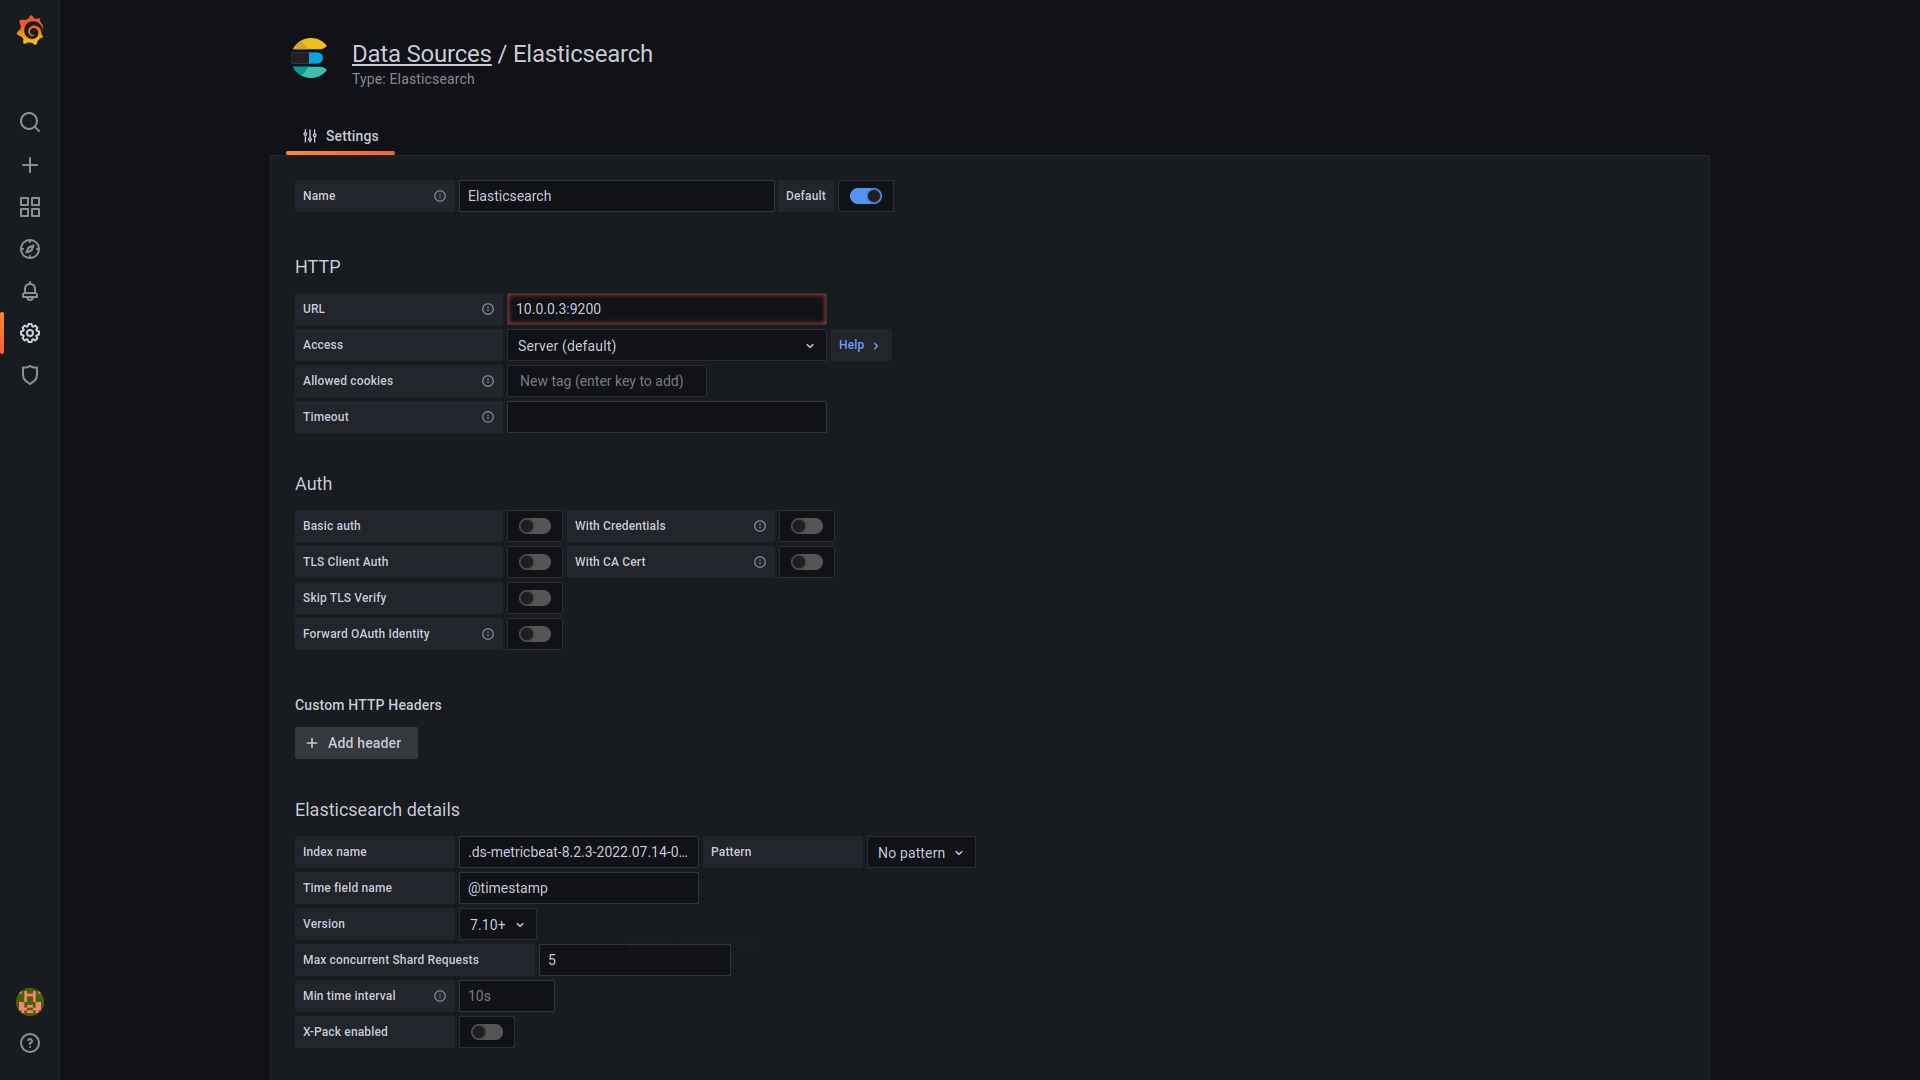 Data Sources / Elasticsearch
Type: Elasticsearch
Settings
Name Elasticsearch Default
HTTP
URL 10.0.0.3:9200
Access Server (default) Help
Allowed cookies New tag (enter key to add)
Timeout
Auth
Basic auth With Credentials
TLS Client Auth With CA Cert
Skip TLS Verify
Forward OAuth Identity
Custom HTTP Headers
Add header
Elasticsearch details
Index name .ds-metricbeat-8.2.3-2022.07.14-0... Pattern No pattern
Time field name @timestamp
Version 7.10+
Max concurrent Shard Requests 5
Min time interval 10s
X-Pack enabled